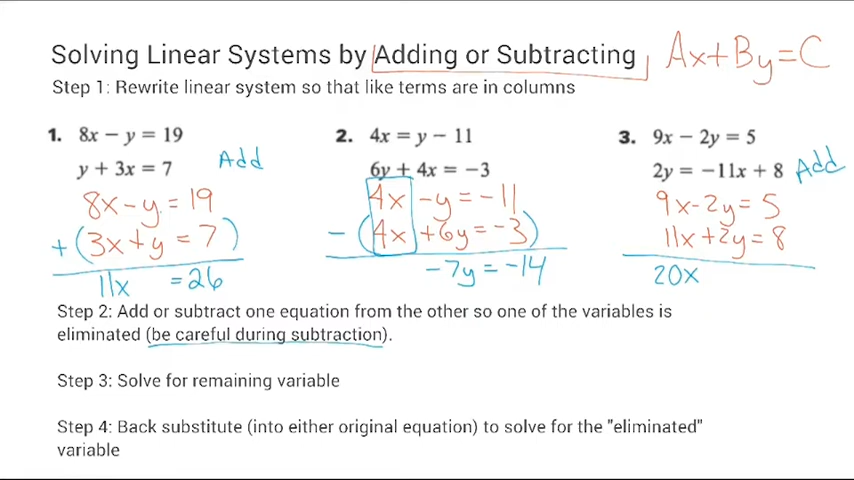 Solving Linear Systems by Adding or Subtracting Ax+By=C
Step 1: Rewrite linear system so that like terms are in columns
1. 8x − y = 19
y + 3x = 7 Add
8x-y=19
+(3x+y=7)
11x =26
2. 4x = y − 11
6y + 4x = −3
4x -y=-11
-(4x +6y=-3)
-7y=-14
3. 9x − 2y = 5
2y = −11x + 8 Add
9x-2y=5
11x+2y=8
20x
Step 2: Add or subtract one equation from the other so one of the variables is
eliminated (be careful during subtraction).
Step 3: Solve for remaining variable
Step 4: Back substitute (into either original equation) to solve for the "eliminated"
variable